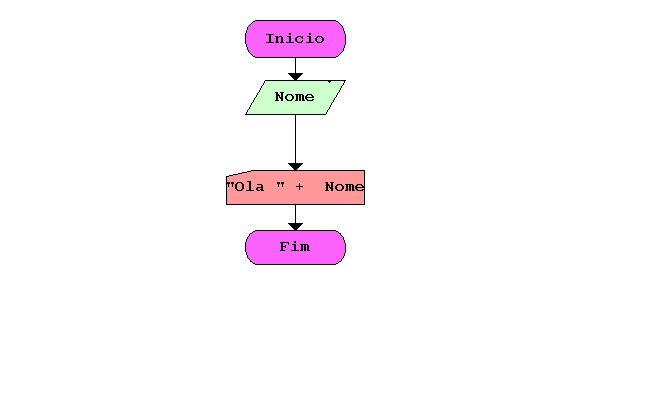 Inicio
Nome
"Ola " +  Nome
Fim